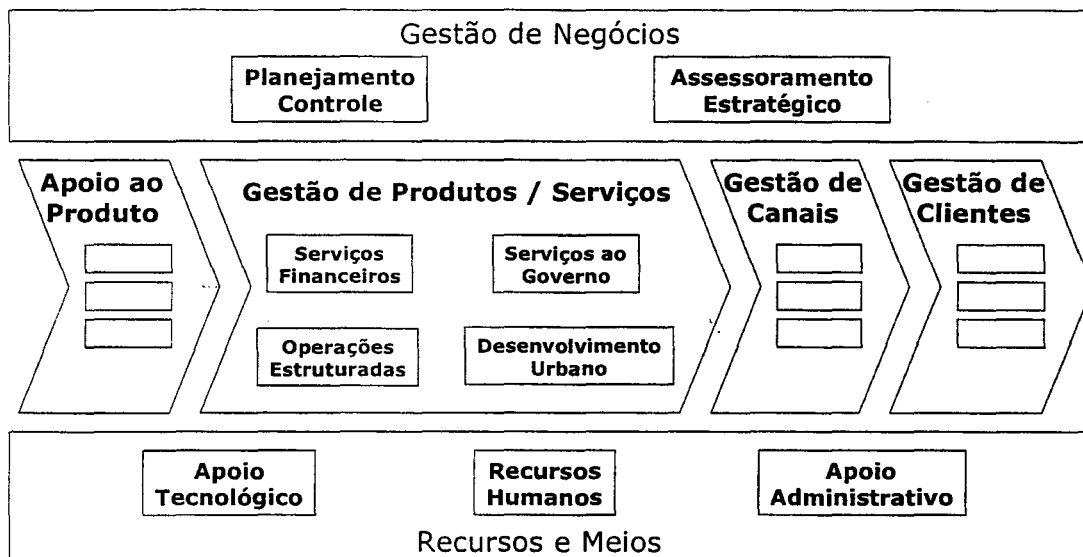 Gestão de Negócios
Planejamento
Controle
Assessoramento
Estratégico
Apoio ao
Produto
Gestão de Produtos / Serviços
Serviços
Financeiros
Serviços ao
Governo
Operações
Estruturadas
Desenvolvimento
Urbano
Gestão de
Canais
Gestão de
Clientes
Apoio
Tecnológico
Recursos
Humanos
Apoio
Administrativo
Recursos e Meios